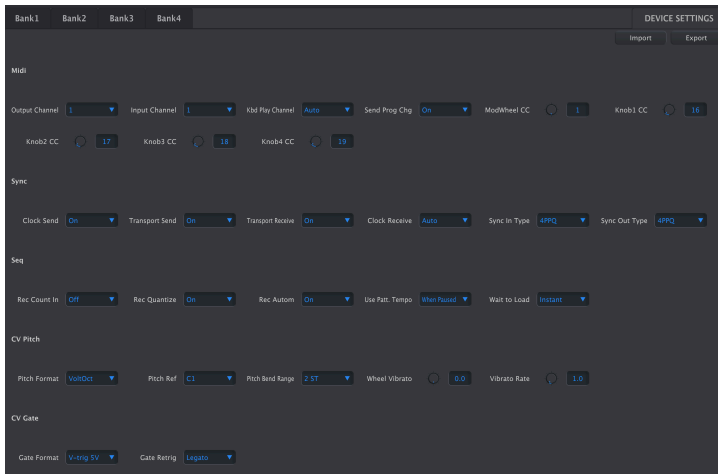 Bank1 Bank2 Bank3 Bank4 DEVICE SETTINGS
Import Export
Midi
Output Channel 1 Input Channel 1 Kbd Play Channel Auto Send Prog Chg On ModWheel CC 1 Knob1 CC 16
Knob2 CC 17 Knob3 CC 18 Knob4 CC 19
Sync
Clock Send On Transport Send On Transport Receive On Clock Receive Auto Sync In Type 4PPQ Sync Out Type 4PPQ
Seq
Rec Count In Off Rec Quantize On Rec Autom On Use Patt. Tempo When Paused Wait to Load Instant
CV Pitch
Pitch Format VoltOct Pitch Ref C1 Pitch Bend Range 2 ST Wheel Vibrato 0.0 Vibrato Rate 1.0
CV Gate
Gate Format V-trig 5V Gate Retrig Legato